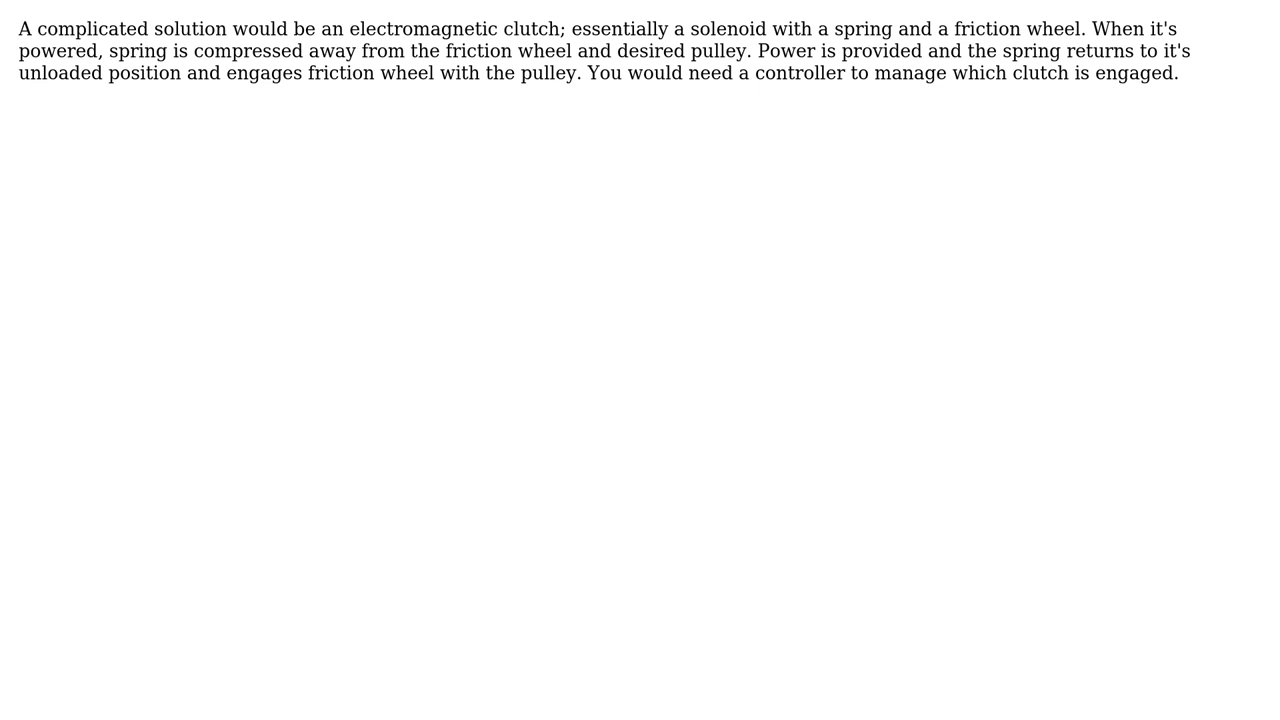 A complicated solution would be an electromagnetic clutch; essentially a solenoid with a spring and a friction wheel. When it's
powered, spring is compressed away from the friction wheel and desired pulley. Power is provided and the spring returns to it's
unloaded position and engages friction wheel with the pulley. You would need a controller to manage which clutch is engaged.